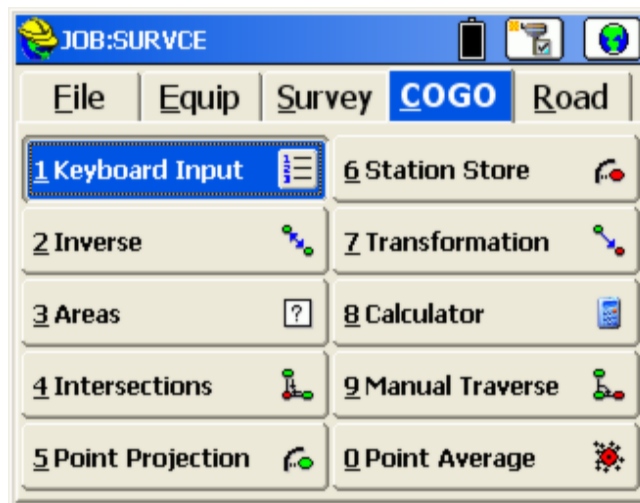 JOB:SURVCE
File Equip Survey COGO Road
1 Keyboard Input
6 Station Store
2 Inverse
7 Transformation
3 Areas
?
8 Calculator
4 Intersections
9 Manual Traverse
5 Point Projection
0 Point Average